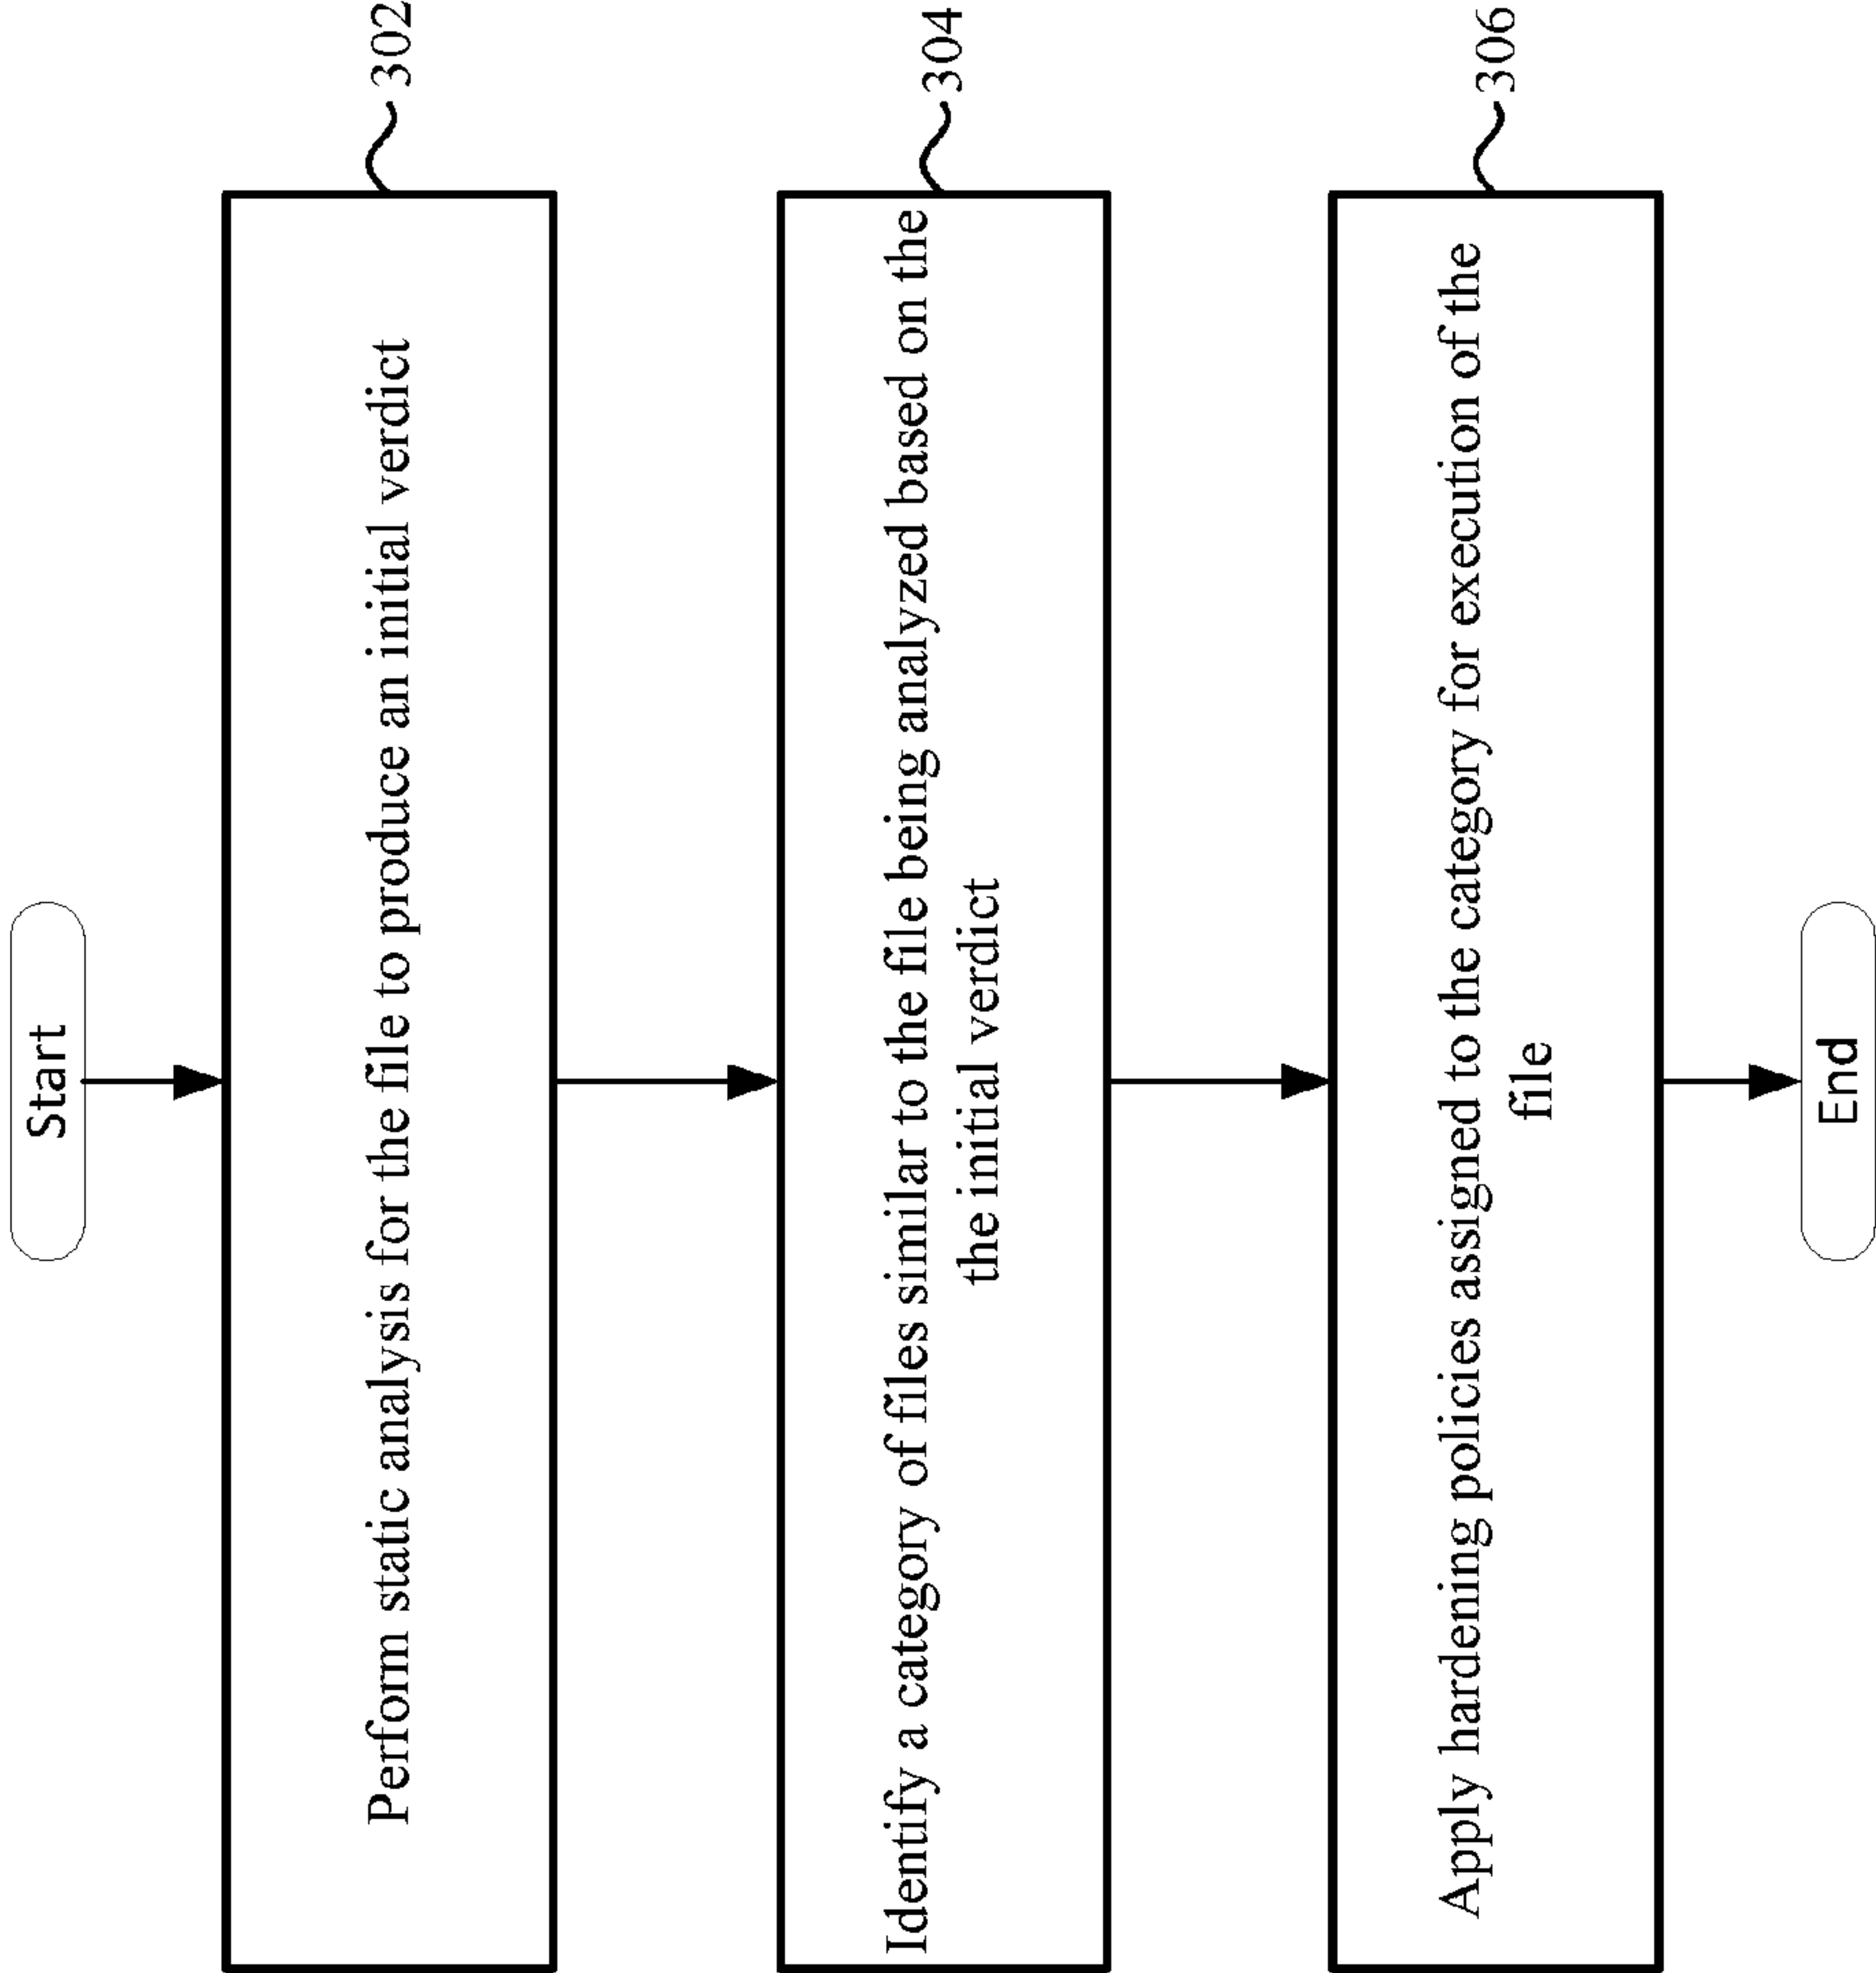 Start
Perform static analysis for the file to produce an initial verdict
302
Identify a category of files similar to the file being analyzed based on the
the initial verdict
304
Apply hardening policies assigned to the category for execution of the
file
306
End